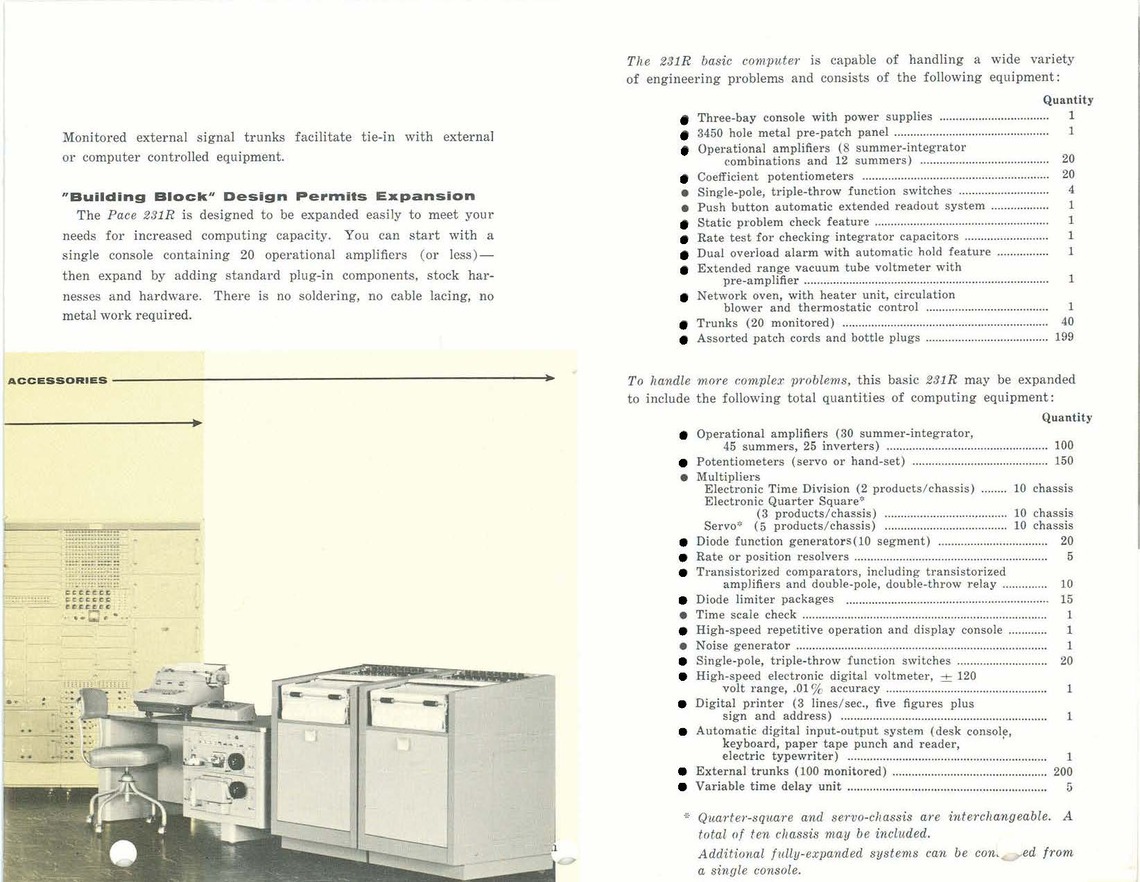 Monitored external signal trunks facilitate tie-in with external
or computer controlled equipment.
"Building Block" Design Permits Expansion
The Pace 231R is designed to be expanded easily to meet your
needs for increased computing capacity. You can start with a
single console containing 20 operational amplifiers (or less)—
then expand by adding standard plug-in components, stock har-
nesses and hardware. There is no soldering, no cable lacing, no
metal work required.
ACCESSORIES
The 231R basic computer is capable of handling a wide variety
of engineering problems and consists of the following equipment:
Quantity
● Three-bay console with power supplies ................................. 1
● 3450 hole metal pre-patch panel ................................. 1
● Operational amplifiers (8 summer-integrator
combinations and 12 summers) ................................. 20
● Coefficient potentiometers ................................. 20
● Single-pole, triple-throw function switches ................................. 4
● Push button automatic extended readout system ................. 1
● Static problem check feature ................................. 1
● Rate test for checking integrator capacitors ......................... 1
● Dual overload alarm with automatic hold feature ............... 1
● Extended range vacuum tube voltmeter with
pre-amplifier ................................. 1
● Network oven, with heater unit, circulation
blower and thermostatic control ................................. 1
● Trunks (20 monitored) ................................. 40
● Assorted patch cords and bottle plugs ................................. 199
To handle more complex problems, this basic 231R may be expanded
to include the following total quantities of computing equipment:
Quantity
● Operational amplifiers (30 summer-integrator,
45 summers, 25 inverters) ................................. 100
● Potentiometers (servo or hand-set) ................................. 150
● Multipliers
Electronic Time Division (2 products/chassis) ........ 10 chassis
Electronic Quarter Square*
(3 products/chassis) ................................. 10 chassis
Servo* (5 products/chassis) ................................. 10 chassis
● Diode function generators(10 segment) ................................. 20
● Rate or position resolvers ................................. 5
● Transistorized comparators, including transistorized
amplifiers and double-pole, double-throw relay ............. 10
● Diode limiter packages ................................. 15
● Time scale check ................................. 1
● High-speed repetitive operation and display console ........... 1
● Noise generator ................................. 1
● Single-pole, triple-throw function switches ......................... 20
● High-speed electronic digital voltmeter, ± 120
volt range, .01% accuracy ................................. 1
● Digital printer (3 lines/sec., five figures plus
sign and address) ................................. 1
● Automatic digital input-output system (desk console,
keyboard, paper tape punch and reader,
electric typewriter) ................................. 1
● External trunks (100 monitored) ................................. 200
● Variable time delay unit ................................. 5
* Quarter-square and servo-chassis are interchangeable. A
total of ten chassis may be included.
Additional fully-expanded systems can be con ed from
a single console.